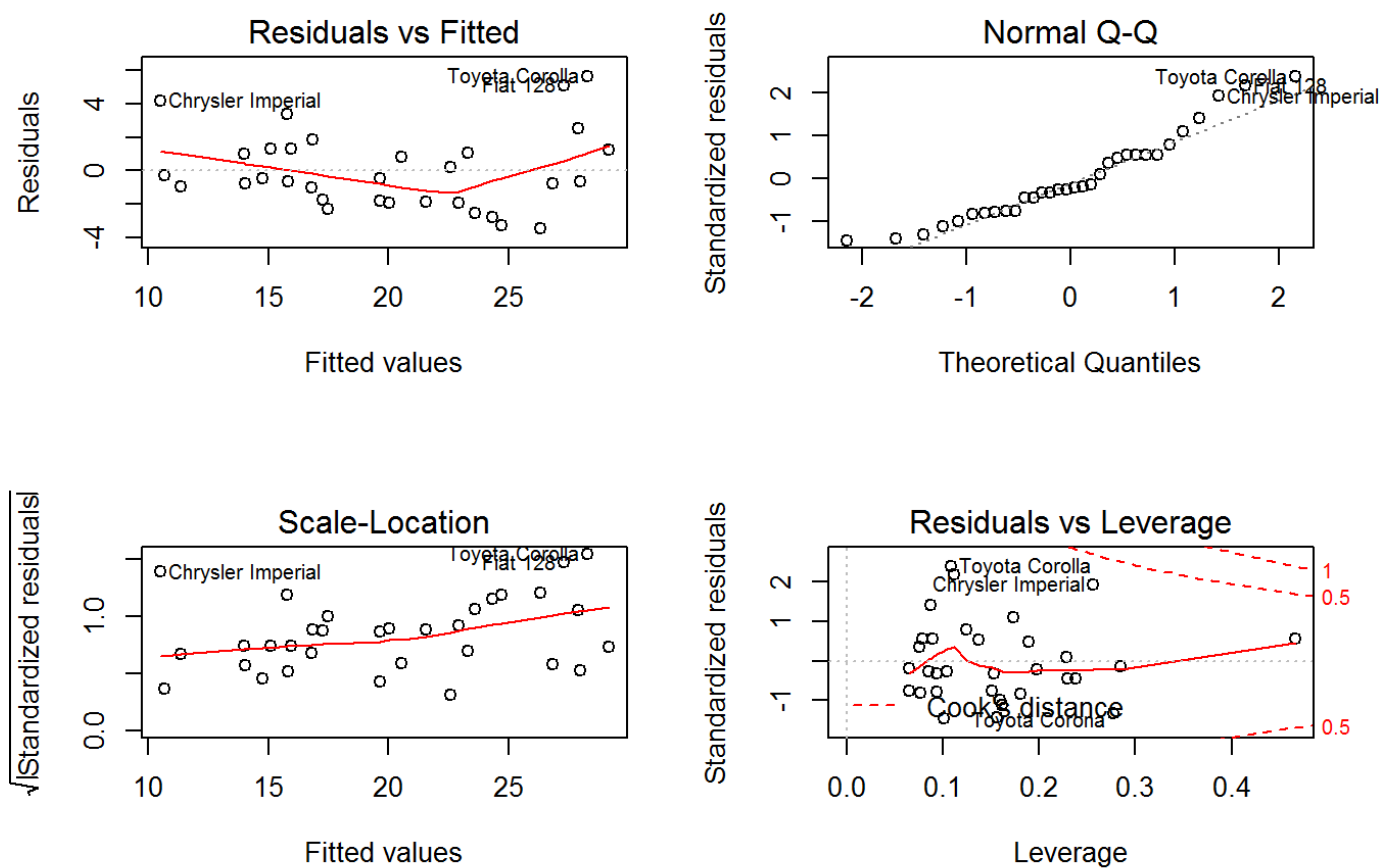 Residuals vs Fitted
Residuals
4
0
-4
Toyota Corolla
Fiat 128
Chrysler Imperial
10 15 20 25
Fitted values
Normal Q-Q
Standardized residuals
2
1
0
-1
Toyota Corolla
Fiat 128
Chrysler Imperial
-2 -1 0 1 2
Theoretical Quantiles
Scale-Location
√|Standardized residuals|
1.0
0.0
Toyota Corolla
Fiat 128
Chrysler Imperial
10 15 20 25
Fitted values
Residuals vs Leverage
Standardized residuals
2
1
-1
Toyota Corolla
Chrysler Imperial
1
0.5
Cook's distance
Toyota Corona
0.5
0.0 0.1 0.2 0.3 0.4
Leverage